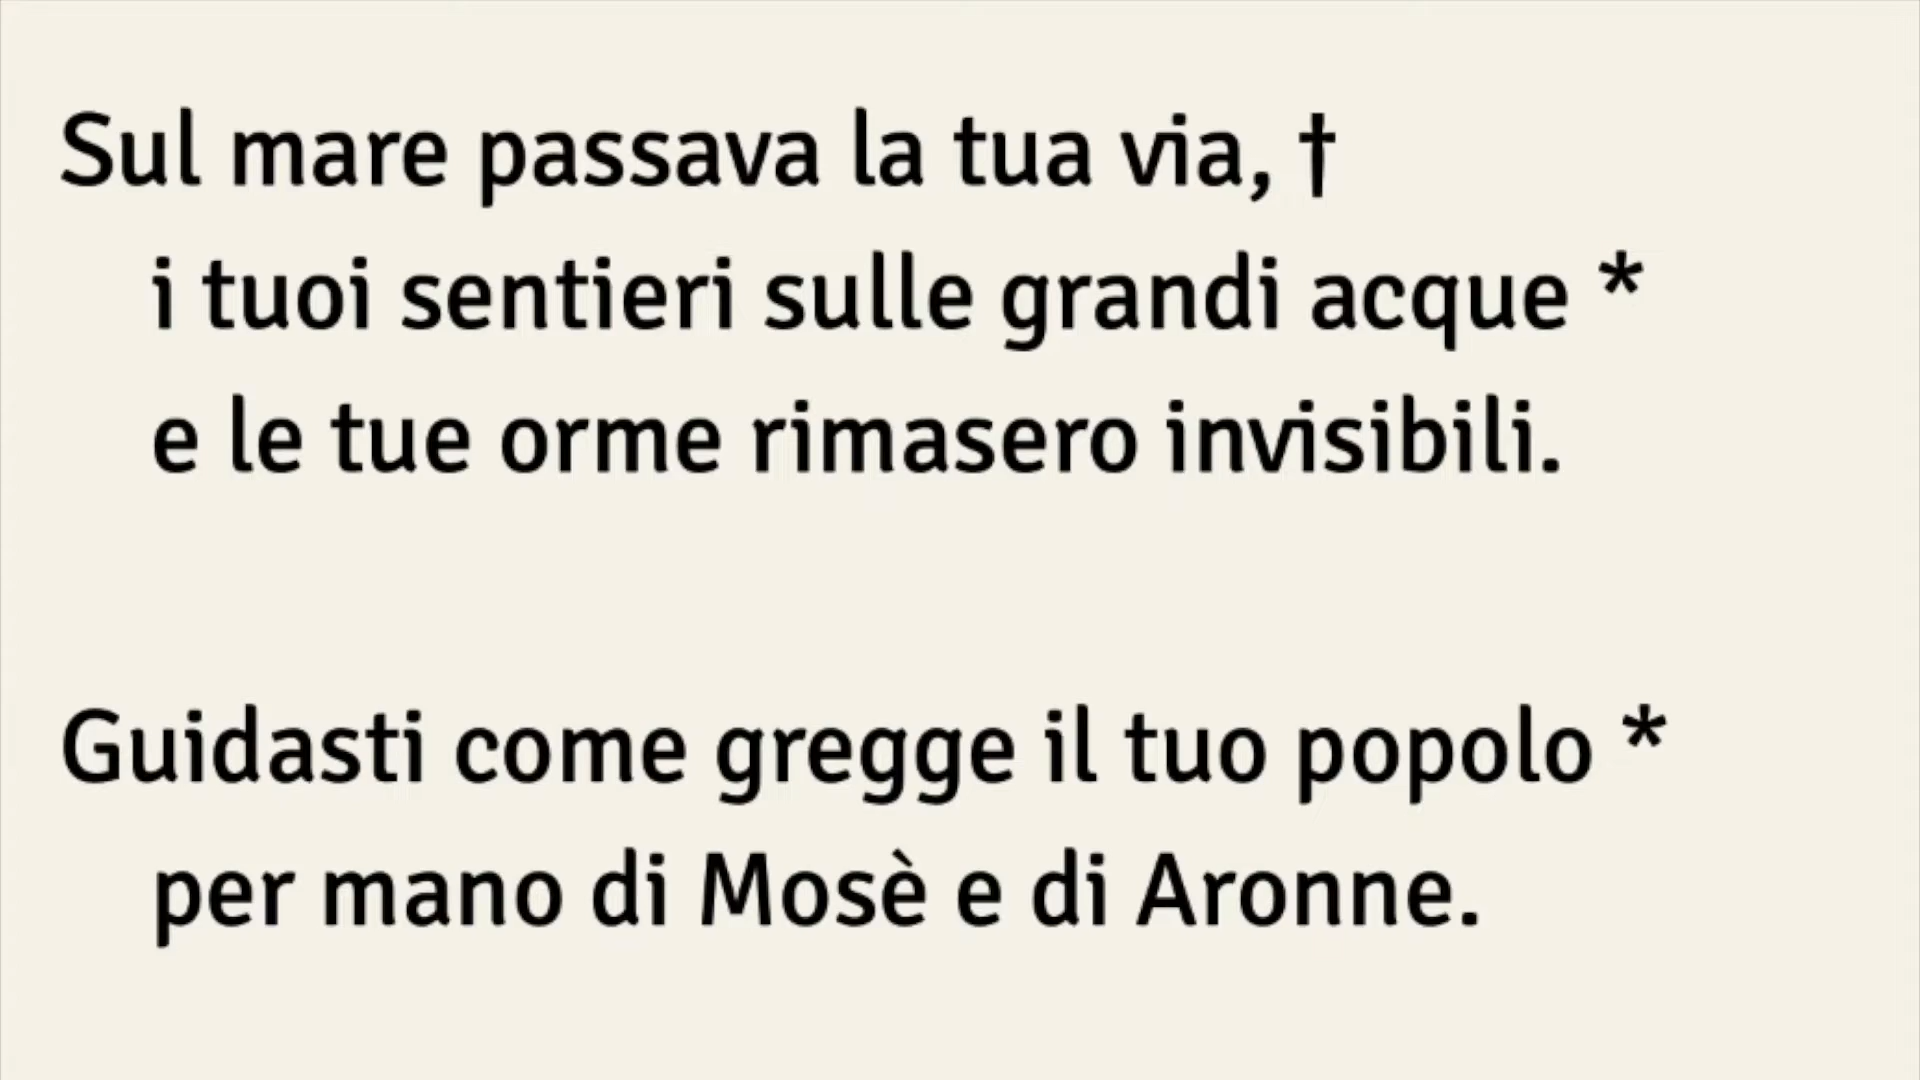 Sul mare passava la tua via, †
i tuoi sentieri sulle grandi acque *
e le tue orme rimasero invisibili.
Guidasti come gregge il tuo popolo *
per mano di Mosè e di Aronne.